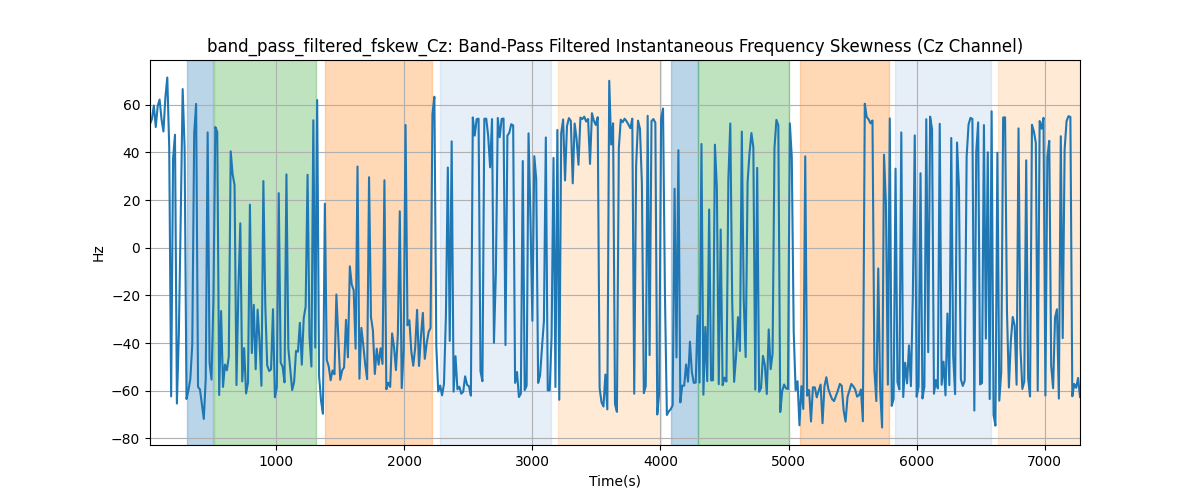 band_pass_filtered_fskew_Cz: Band-Pass Filtered Instantaneous Frequency Skewness (Cz Channel)
60
40
20
0
−20
−40
−60
−80
Hz
1000 2000 3000 4000 5000 6000 7000
Time(s)